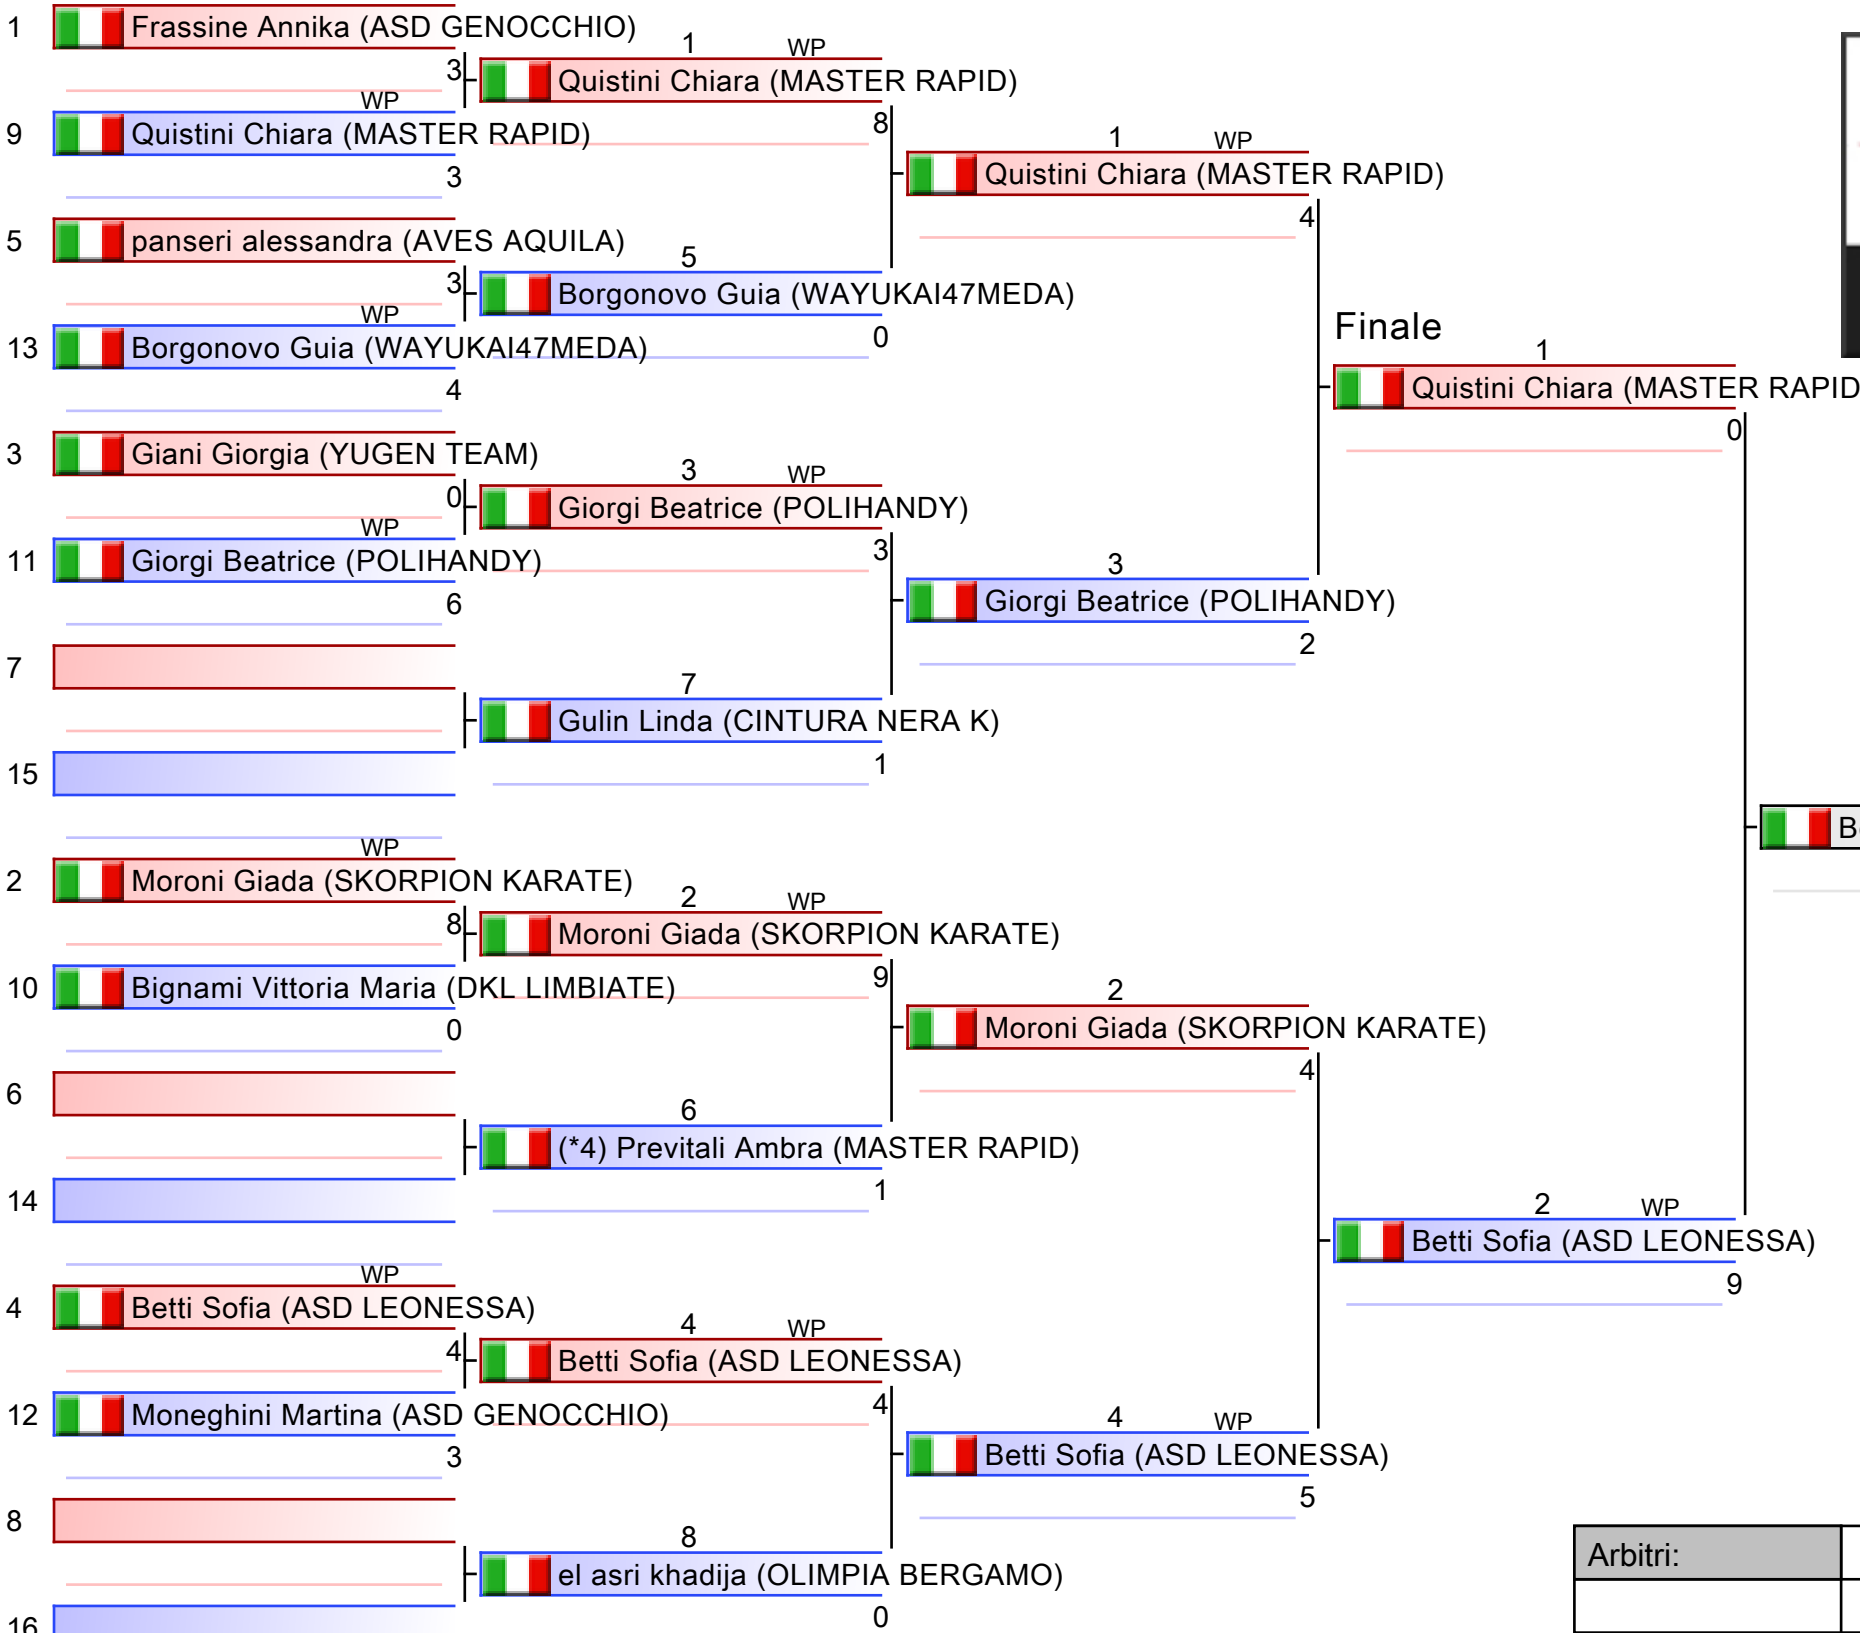 1 Frassine Annika (ASD GENOCCHIO)
3
WP
9 Quistini Chiara (MASTER RAPID)
3
5 panseri alessandra (AVES AQUILA)
3
WP
13 Borgonovo Guia (WAYUKAI47MEDA)
4
3 Giani Giorgia (YUGEN TEAM)
0
WP
11 Giorgi Beatrice (POLIHANDY)
6
7
15
WP
2 Moroni Giada (SKORPION KARATE)
8
10 Bignami Vittoria Maria (DKL LIMBIATE)
0
6
14
WP
4 Betti Sofia (ASD LEONESSA)
4
12 Moneghini Martina (ASD GENOCCHIO)
3
8
16
1 WP
Quistini Chiara (MASTER RAPID)
8
5
Borgonovo Guia (WAYUKAI47MEDA)
0
3 WP
Giorgi Beatrice (POLIHANDY)
3
7
Gulin Linda (CINTURA NERA K)
1
2 WP
Moroni Giada (SKORPION KARATE)
9
6
(*4) Previtali Ambra (MASTER RAPID)
1
4 WP
Betti Sofia (ASD LEONESSA)
4
8
el asri khadija (OLIMPIA BERGAMO)
0
1 WP
Quistini Chiara (MASTER RAPID)
4
3
Giorgi Beatrice (POLIHANDY)
2
2
Moroni Giada (SKORPION KARATE)
4
4 WP
Betti Sofia (ASD LEONESSA)
5
Finale
1
Quistini Chiara (MASTER RAPID
0
2 WP
Betti Sofia (ASD LEONESSA)
9
Arbitri: